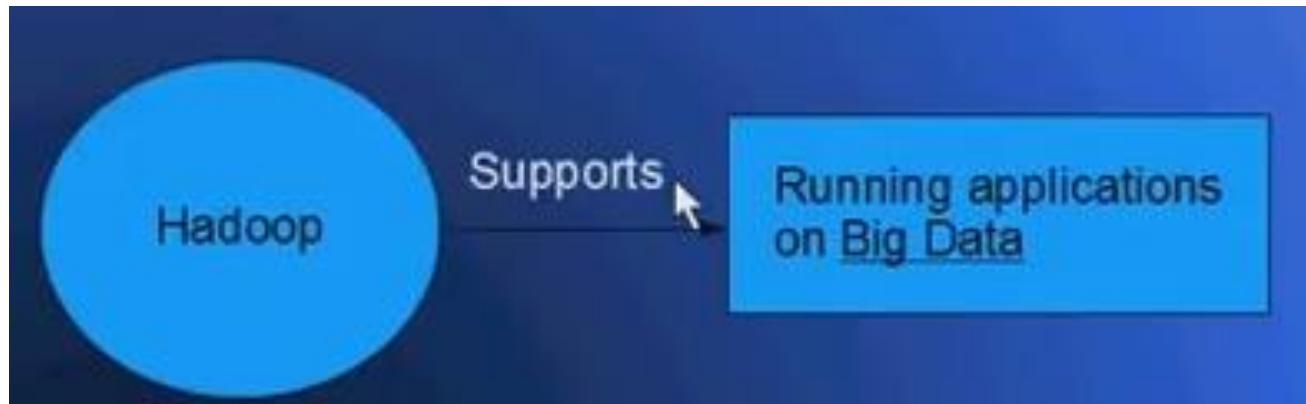 Hadoop
Supports
Running applications
on Big Data